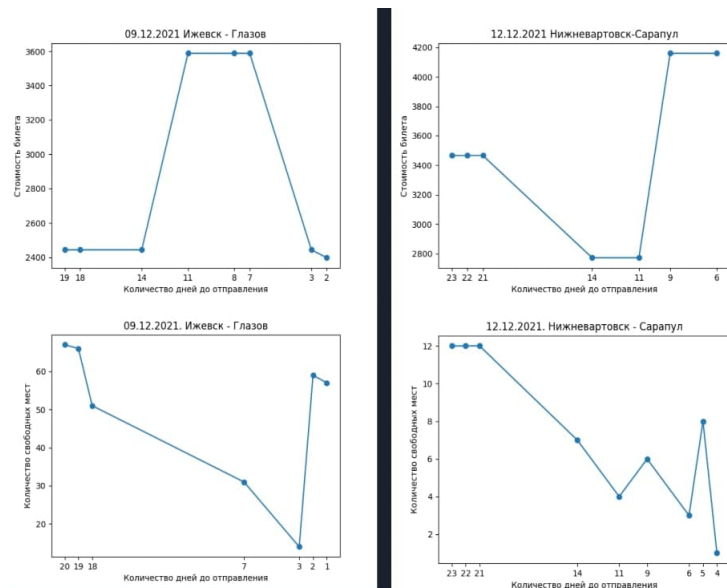 09.12.2021 Ижевск - Глазов
3600
3400
3200
3000
2800
2600
2400
Стоимость билета
19 18 14 11 8 7 3 2
Количество дней до отправления
12.12.2021 Нижневартовск-Сарапул
4200
4000
3800
3600
3400
3200
3000
2800
Стоимость билета
23 22 21 14 11 9 6
Количество дней до отправления
09.12.2021. Ижевск - Глазов
60
50
40
30
20
Количество свободных мест
20 19 18 7 3 2 1
Количество дней до отправления
12.12.2021. Нижневартовск - Сарапул
12
10
8
6
4
2
Количество свободных мест
23 22 21 14 11 9 6 5 4
Количество дней до отправления